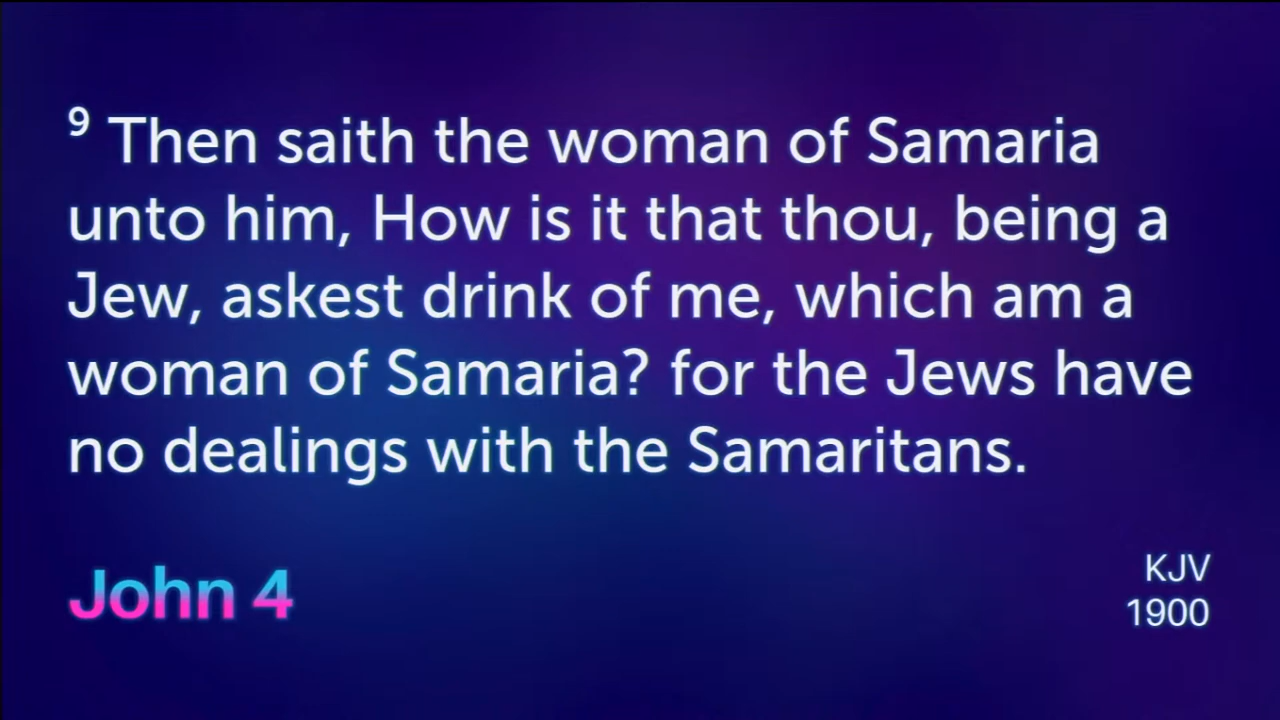 9 Then saith the woman of Samaria
unto him, How is it that thou, being a
Jew, askest drink of me, which am a
woman of Samaria? for the Jews have
no dealings with the Samaritans.
John 4
KJV
1900